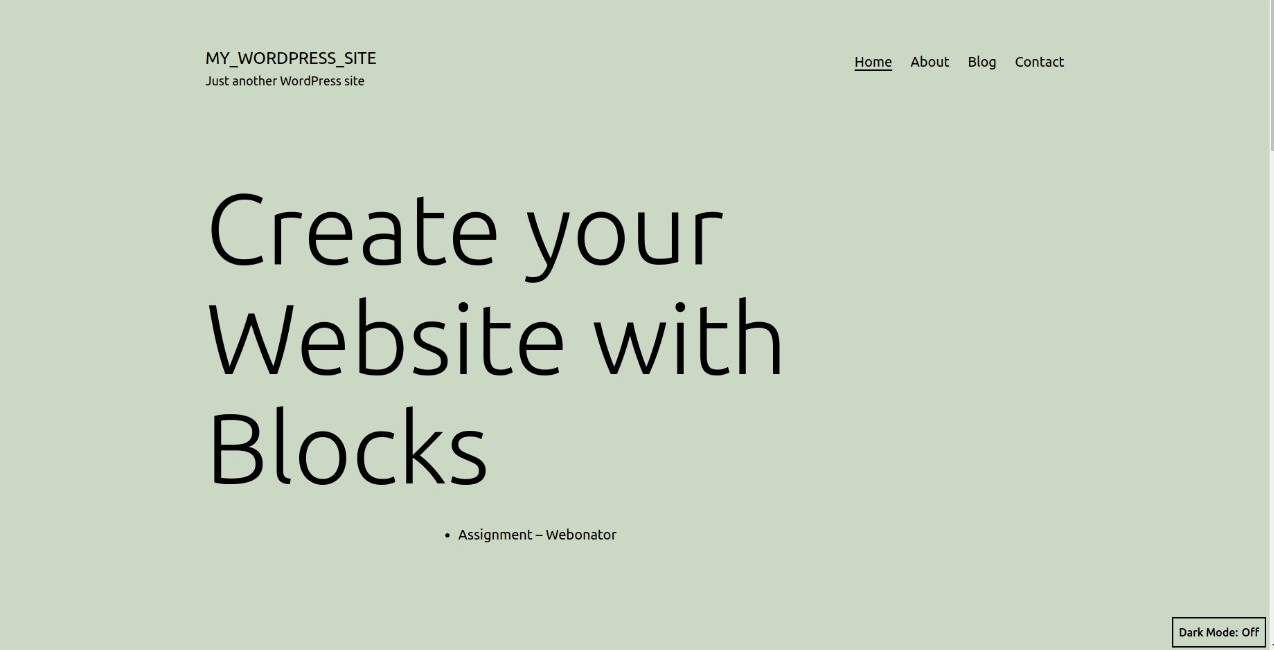 MY_WORDPRESS_SITE
Just another WordPress site
Home About Blog Contact
Create your
Website with
Blocks
• Assignment – Webonator
Dark Mode: Off